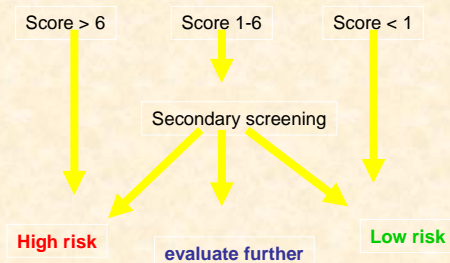 Score > 6
Score 1-6
Score < 1
Secondary screening
High risk
evaluate further
Low risk